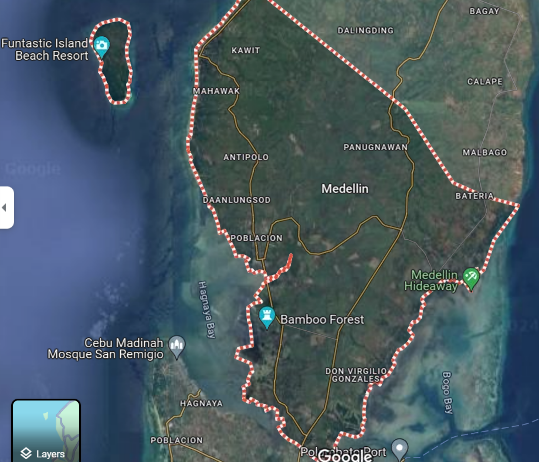 BAGAY
DALINGDING
Funtastic Island
Beach Resort
KAWIT
CALAPE
MAHAWAK
PANUGNAWAN
MALBAGO
ANTIPOLO
Google
Medellin
BATERIA
DAANLUNGSOD
POBLACION
Medellin
Hideaway
Hagnaya Bay
Bamboo Forest
Cebu Madinah
Mosque San Remigio
DON VIRGILIO
GONZALES
Bogo Bay
HAGNAYA
POBLACION
Port
Google
Layers